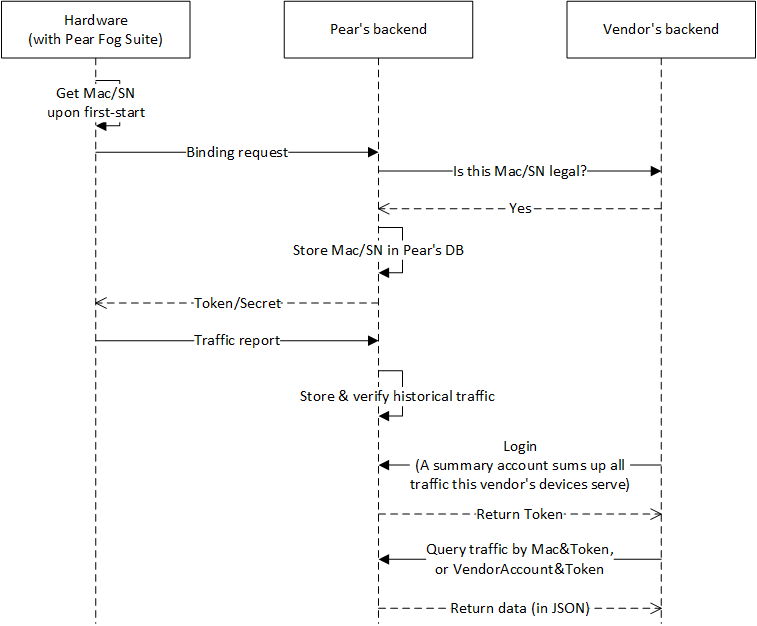 Hardware
(with Pear Fog Suite)
Pear's backend
Vendor's backend
Get Mac/SN
upon first-start
Binding request
Is this Mac/SN legal?
Yes
Store Mac/SN in Pear's DB
Token/Secret
Traffic report
Store & verify historical traffic
Login
(A summary account sums up all
traffic this vendor's devices serve)
Return Token
Query traffic by Mac&Token,
or VendorAccount&Token
Return data (in JSON)